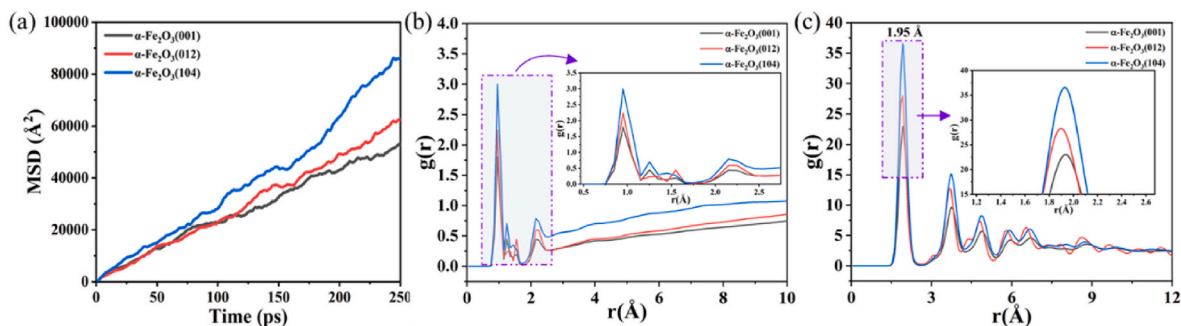 (a)
100000
80000
60000
40000
20000
0
MSD (Å²)
0 50 100 150 200 250
Time (ps)
α-Fe₂O₃(001)
α-Fe₂O₃(012)
α-Fe₂O₃(104)
(b)
4.0
3.5
3.0
2.5
2.0
1.5
1.0
0.5
0.0
g(r)
0 2 4 6 8 10
r(Å)
α-Fe₂O₃(001)
α-Fe₂O₃(012)
α-Fe₂O₃(104)
3.5
3.0
2.5
2.0
1.5
1.0
0.5
0.0
g(r)
0.5 1.0 1.5 2.0 2.5
r(Å)
(c)
40
35
30
25
20
15
10
5
0
g(r)
0 3 6 9 12
r(Å)
1.95 Å
α-Fe₂O₃(001)
α-Fe₂O₃(012)
α-Fe₂O₃(104)
40
35
30
25
20
15
g(r)
1.2 1.4 1.6 1.8 2.0 2.2 2.4 2.6
r(Å)